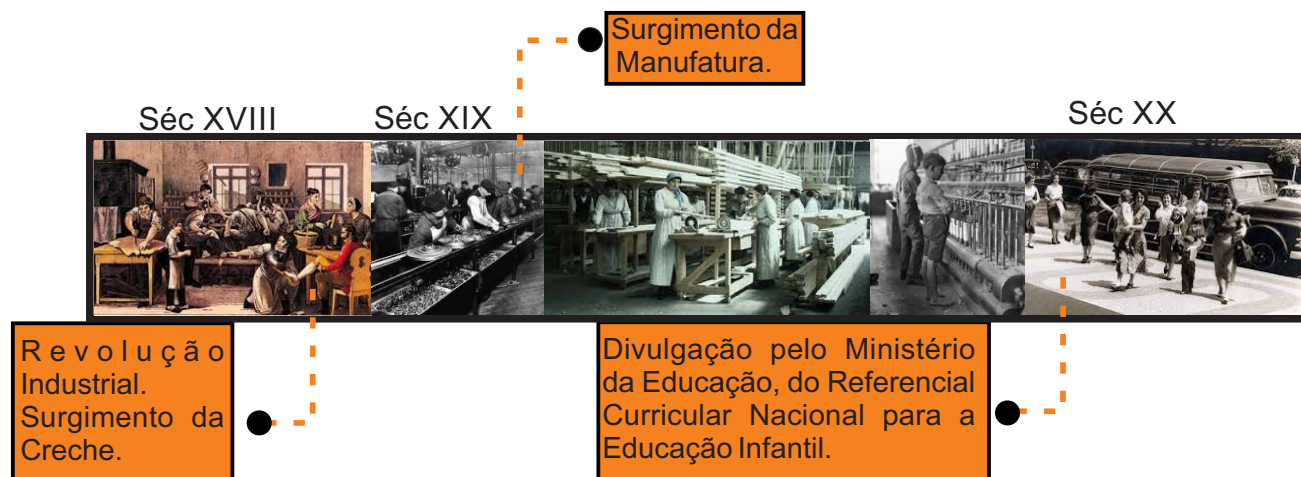 Surgimento da
Manufatura.
Séc XVIII
Séc XIX
Séc XX
Revolução
Industrial.
Surgimento da
Creche.
Divulgação pelo Ministério
da Educação, do Referencial
Curricular Nacional para a
Educação Infantil.